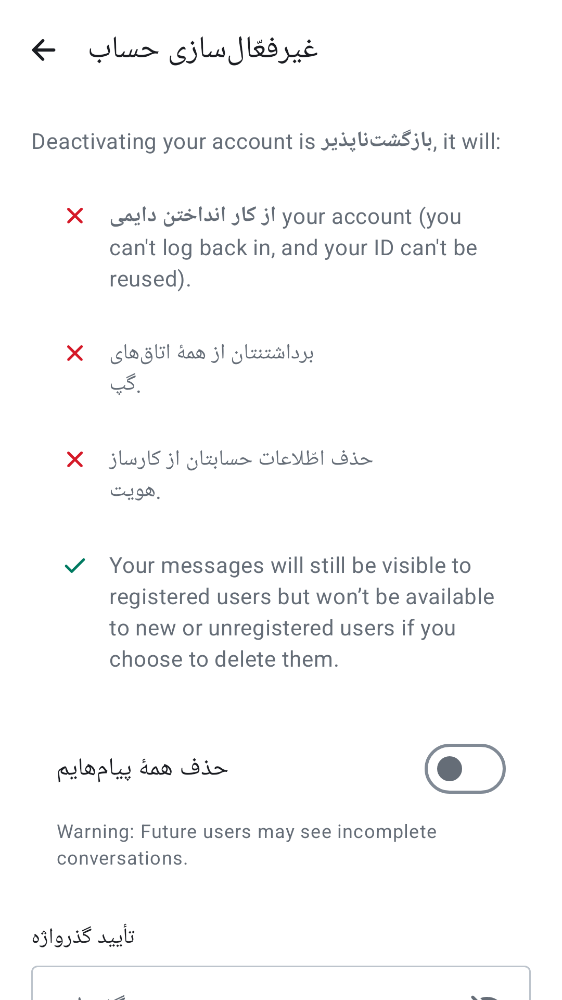 غیرفعّال‌سازی حساب
Deactivating your account is بازگشت‌ناپذیر, it will:
از کار انداختن دایمی your account (you
can't log back in, and your ID can't be
reused).
برداشتنتان از همهٔ اتاق‌های
گپ.
حذف اطّلاعات حسابتان از کارساز
هویت.
Your messages will still be visible to
registered users but won’t be available
to new or unregistered users if you
choose to delete them.
حذف همهٔ پیام‌هایم
Warning: Future users may see incomplete
conversations.
تأیید گذرواژه